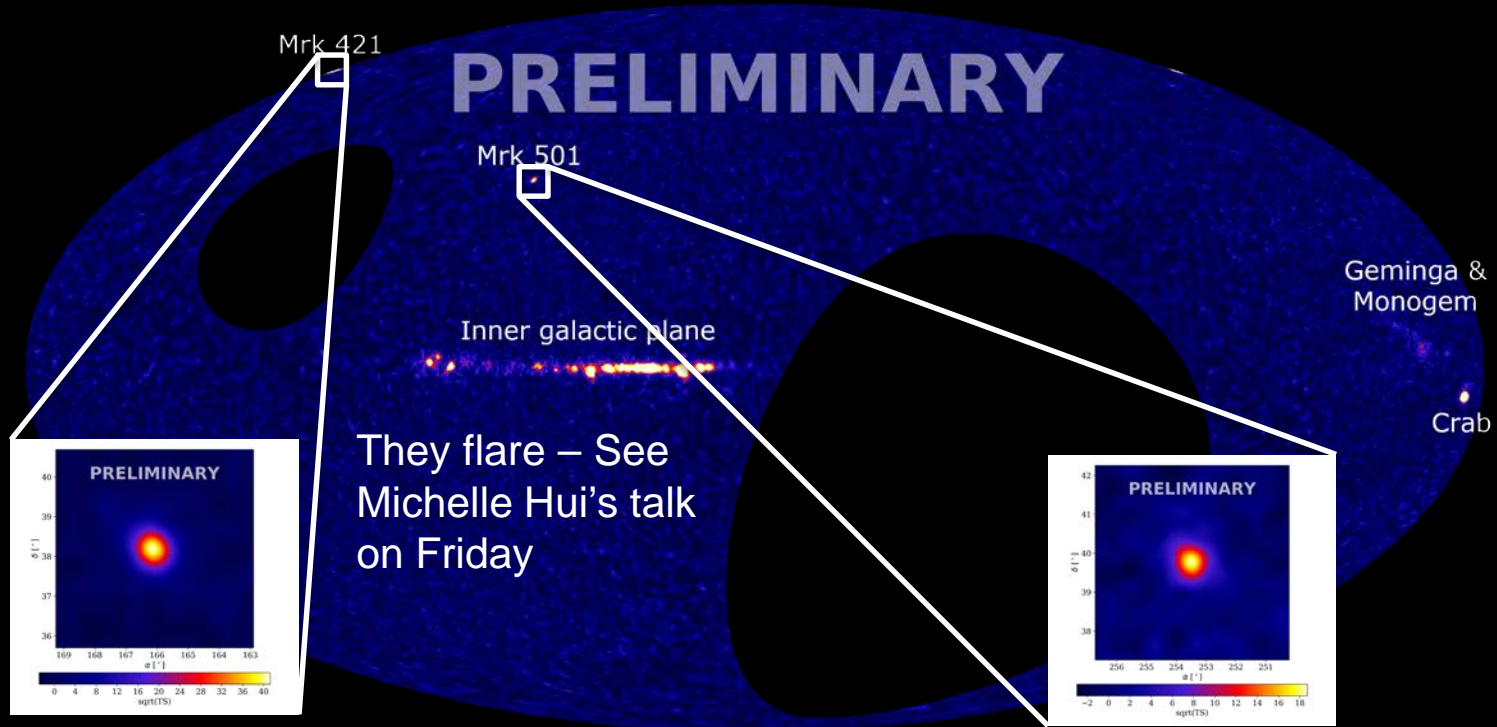 Mrk 421
PRELIMINARY
Mrk 501
Geminga &
Monogem
Inner galactic plane
Crab
They flare – See
Michelle Hui's talk
on Friday
PRELIMINARY
40
39
38
37
36
δ [°]
169 168 167 166 165 164 163
α [°]
0 4 8 12 16 20 24 28 32 36 40
sqrt(TS)
PRELIMINARY
42
41
40
39
38
δ [°]
256 255 254 253 252 251
α [°]
−2 0 2 4 6 8 10 12 14 16 18
sqrt(TS)